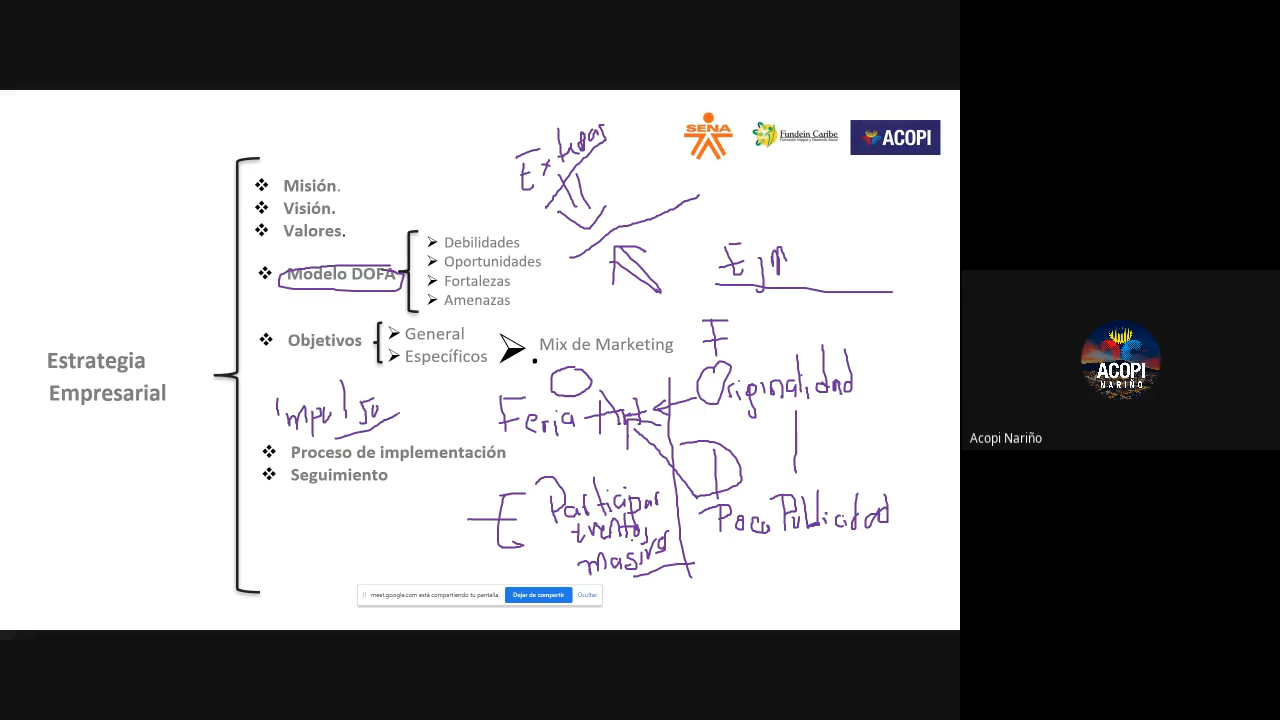 SENA
Fundein Caribe
ACOPI
Externas
Misión.
Visión.
Valores.
Modelo DOFA
Debilidades
Oportunidades
Fortalezas
Amenazas
Ejm
Objetivos
General
Específicos
Mix de Marketing
F
Estrategia
Empresarial
O
Originalidad
Impulso
Feria Art
Proceso de implementación
Seguimiento
D
E
Participar
eventos
masivos
Poca Publicidad
meet.google.com está compartiendo tu pantalla.
Dejar de compartir
Ocultar
ACOPI
NARIÑO
Acopi Nariño